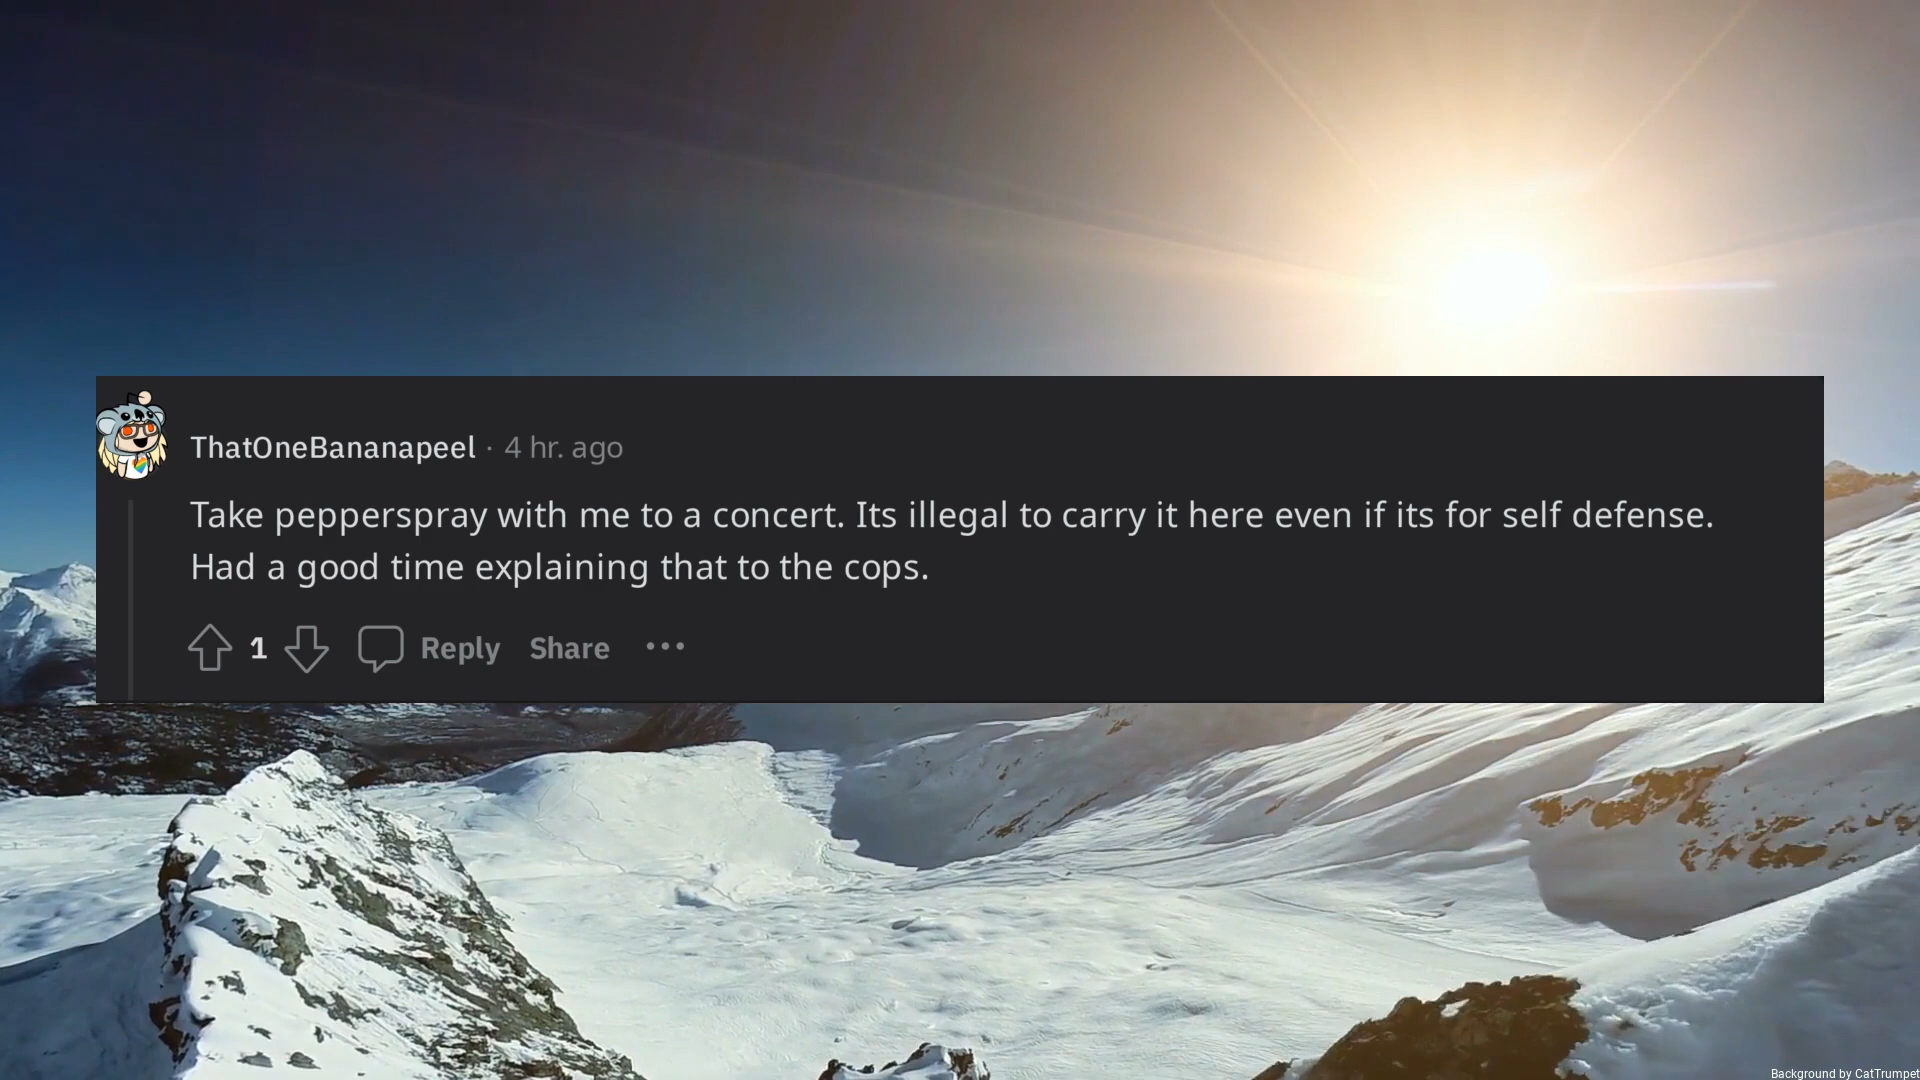 ThatOneBananapeel · 4 hr. ago
Take pepperspray with me to a concert. Its illegal to carry it here even if its for self defense.
Had a good time explaining that to the cops.
1 Reply Share ...
Background by CatTrumpet